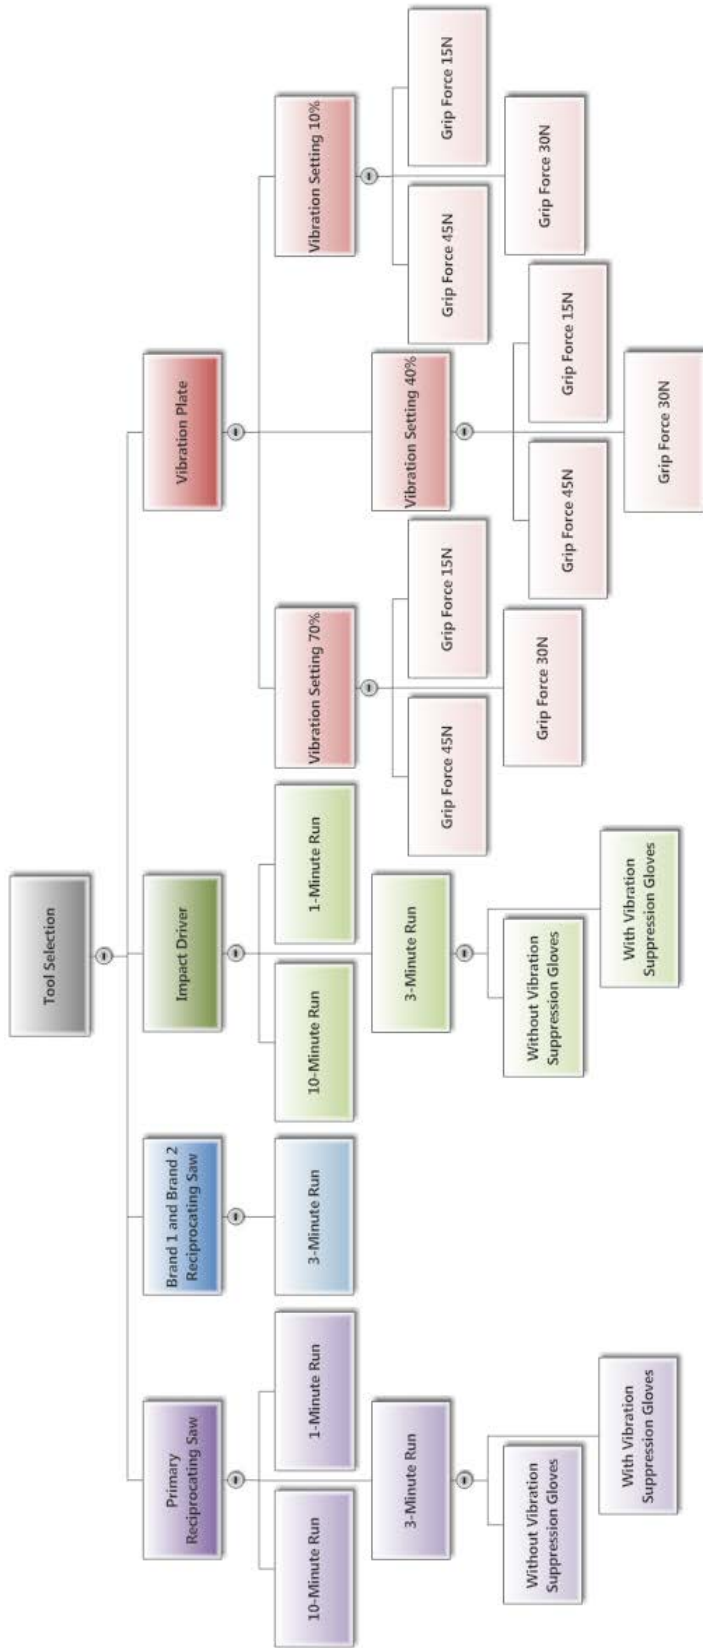 Tool Selection
Primary
Reciprocating Saw
Brand 1 and Brand 2
Reciprocating Saw
Impact Driver
Vibration Plate
10-Minute Run
1-Minute Run
3-Minute Run
10-Minute Run
1-Minute Run
Vibration Setting 70%
Vibration Setting 10%
3-Minute Run
3-Minute Run
Vibration Setting 40%
Grip Force 45N
Grip Force 15N
Grip Force 45N
Grip Force 15N
Without Vibration
Suppression Gloves
Without Vibration
Suppression Gloves
Grip Force 30N
Grip Force 45N
Grip Force 15N
Grip Force 30N
With Vibration
Suppression Gloves
With Vibration
Suppression Gloves
Grip Force 30N